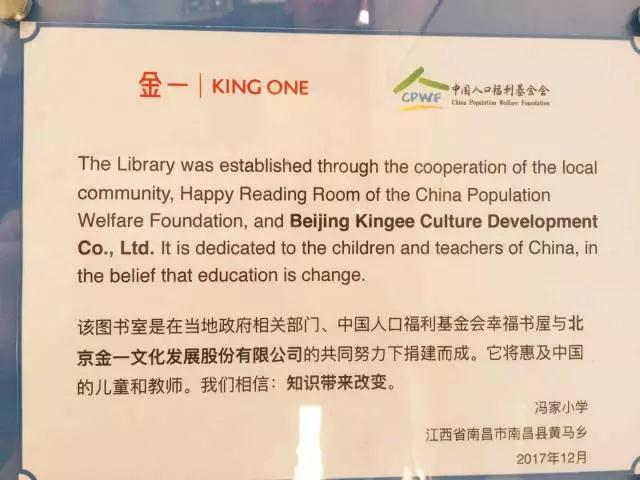 金一 | KING ONE
CPWF 中国人口福利基金会
China Population Welfare Foundation
The Library was established through the cooperation of the local
community, Happy Reading Room of the China Population
Welfare Foundation, and Beijing Kingee Culture Development
Co., Ltd. It is dedicated to the children and teachers of China, in
the belief that education is change.
该图书室是在当地政府相关部门、中国人口福利基金会幸福书屋与北
京金一文化发展股份有限公司的共同努力下捐建而成。它将惠及中国
的儿童和教师。我们相信：知识带来改变。
冯家小学
江西省南昌市南昌县黄马乡
2017年12月